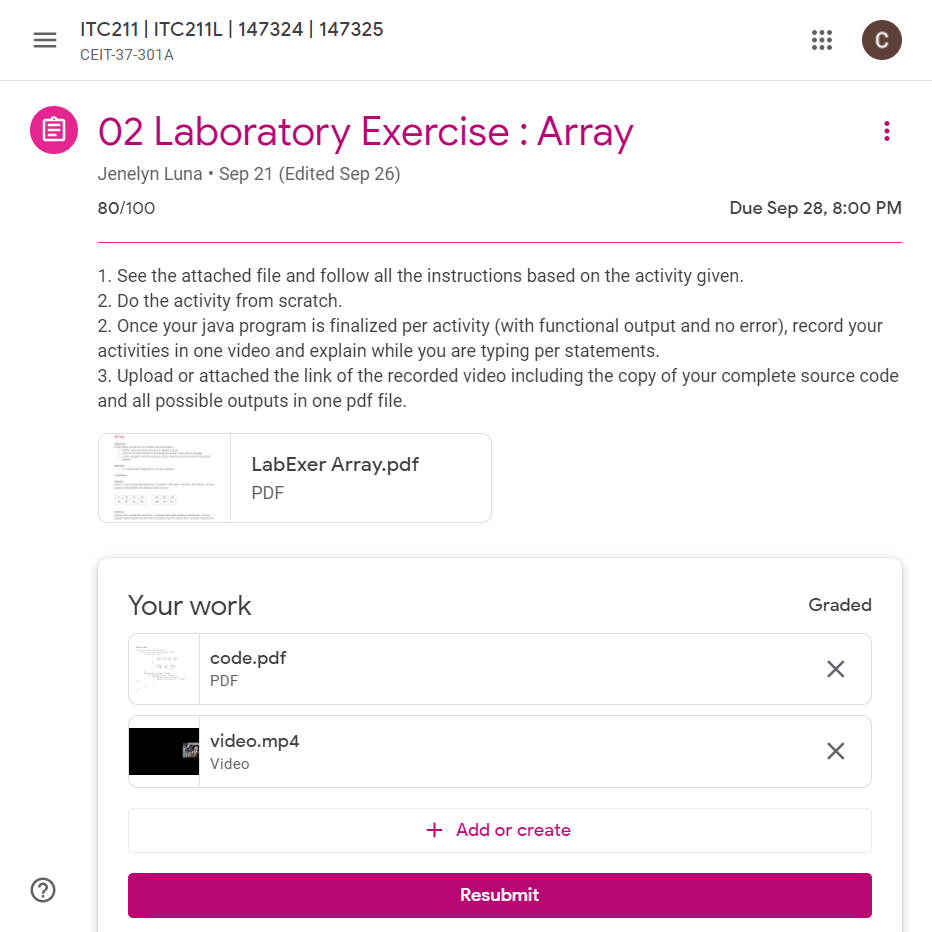 ITC211 | ITC211L | 147324 | 147325
CEIT-37-301A
C
02 Laboratory Exercise : Array
Jenelyn Luna • Sep 21 (Edited Sep 26)
80/100
Due Sep 28, 8:00 PM
1. See the attached file and follow all the instructions based on the activity given.
2. Do the activity from scratch.
2. Once your java program is finalized per activity (with functional output and no error), record your
activities in one video and explain while you are typing per statements.
3. Upload or attached the link of the recorded video including the copy of your complete source code
and all possible outputs in one pdf file.
LabExer Array.pdf
PDF
Your work
Graded
code.pdf
PDF
video.mp4
Video
+ Add or create
Resubmit